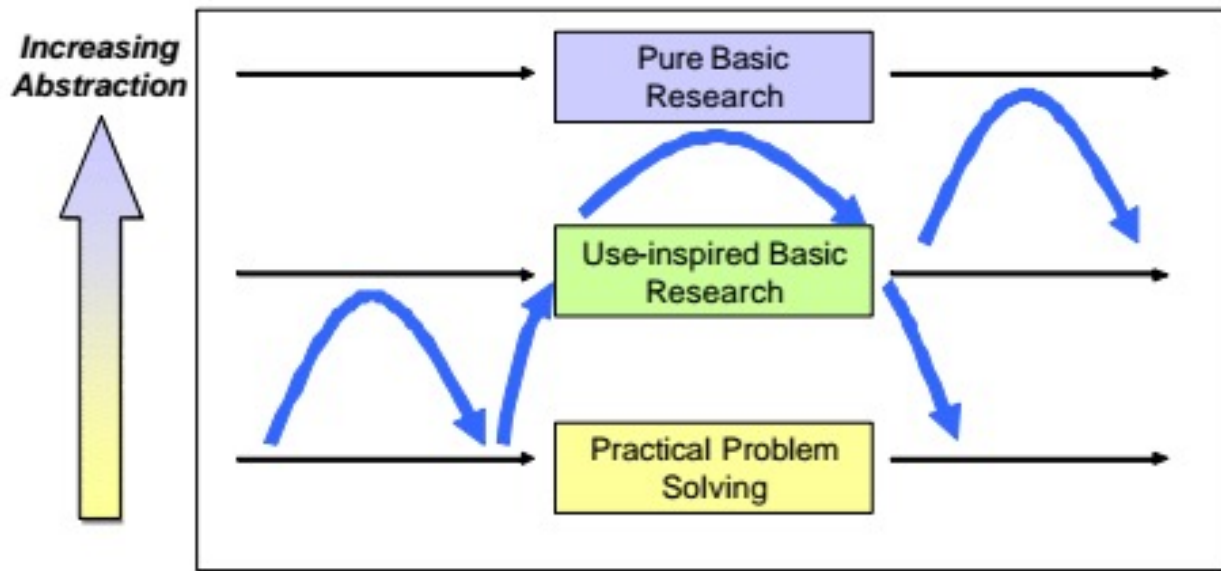 Increasing
Abstraction
Pure Basic
Research
Use-inspired Basic
Research
Practical Problem
Solving